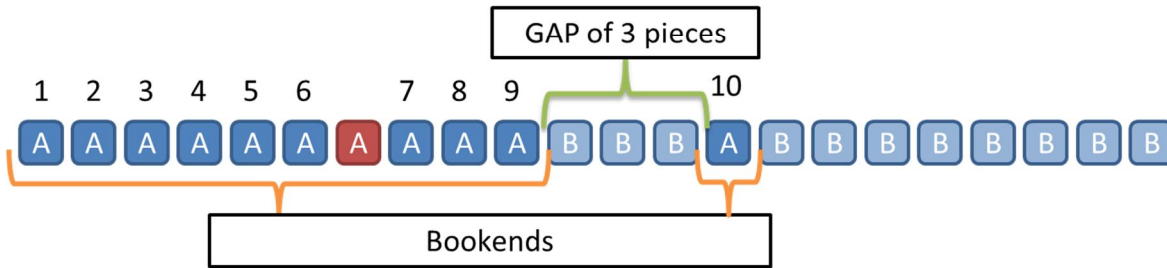 GAP of 3 pieces
1 2 3 4 5 6 7 8 9 10
A A A A A A A A A A B B B A B B B B B B B B
Bookends